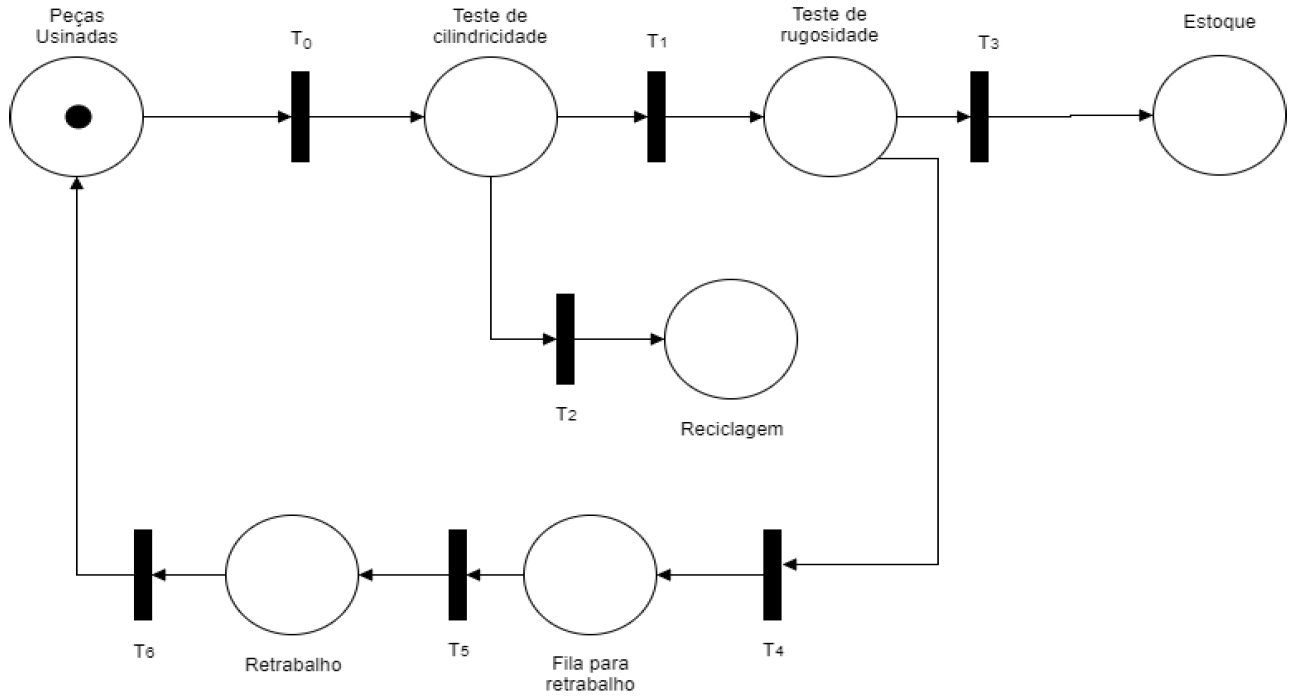 Peças
Usinadas
T0
Teste de
cilindricidade
T1
Teste de
rugosidade
T3
Estoque
T2
Reciclagem
T6
Retrabalho
T5
Fila para
retrabalho
T4